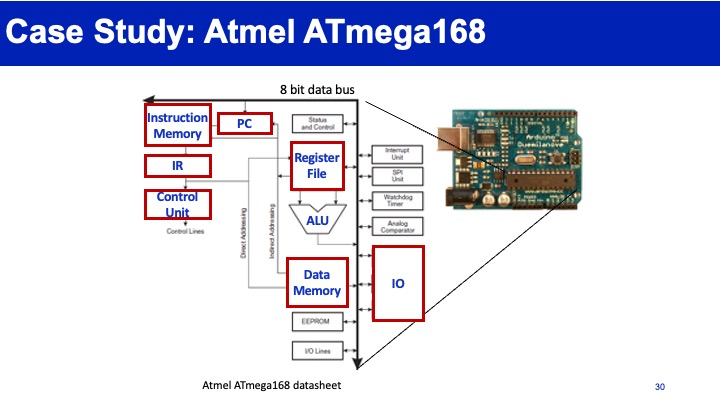 Case Study: Atmel ATmega168
8 bit data bus
Instruction
Memory
PC
Status
and Control
IR
Register
File
Interrupt
Unit
SPI
Unit
Control
Unit
Control Lines
Watchdog
Timer
ALU
Analog
Comparator
Direct Addressing
Indirect Addressing
Data
Memory
IO
EEPROM
I/O Lines
Arduino
Duemilanove
Atmel ATmega168 datasheet
30